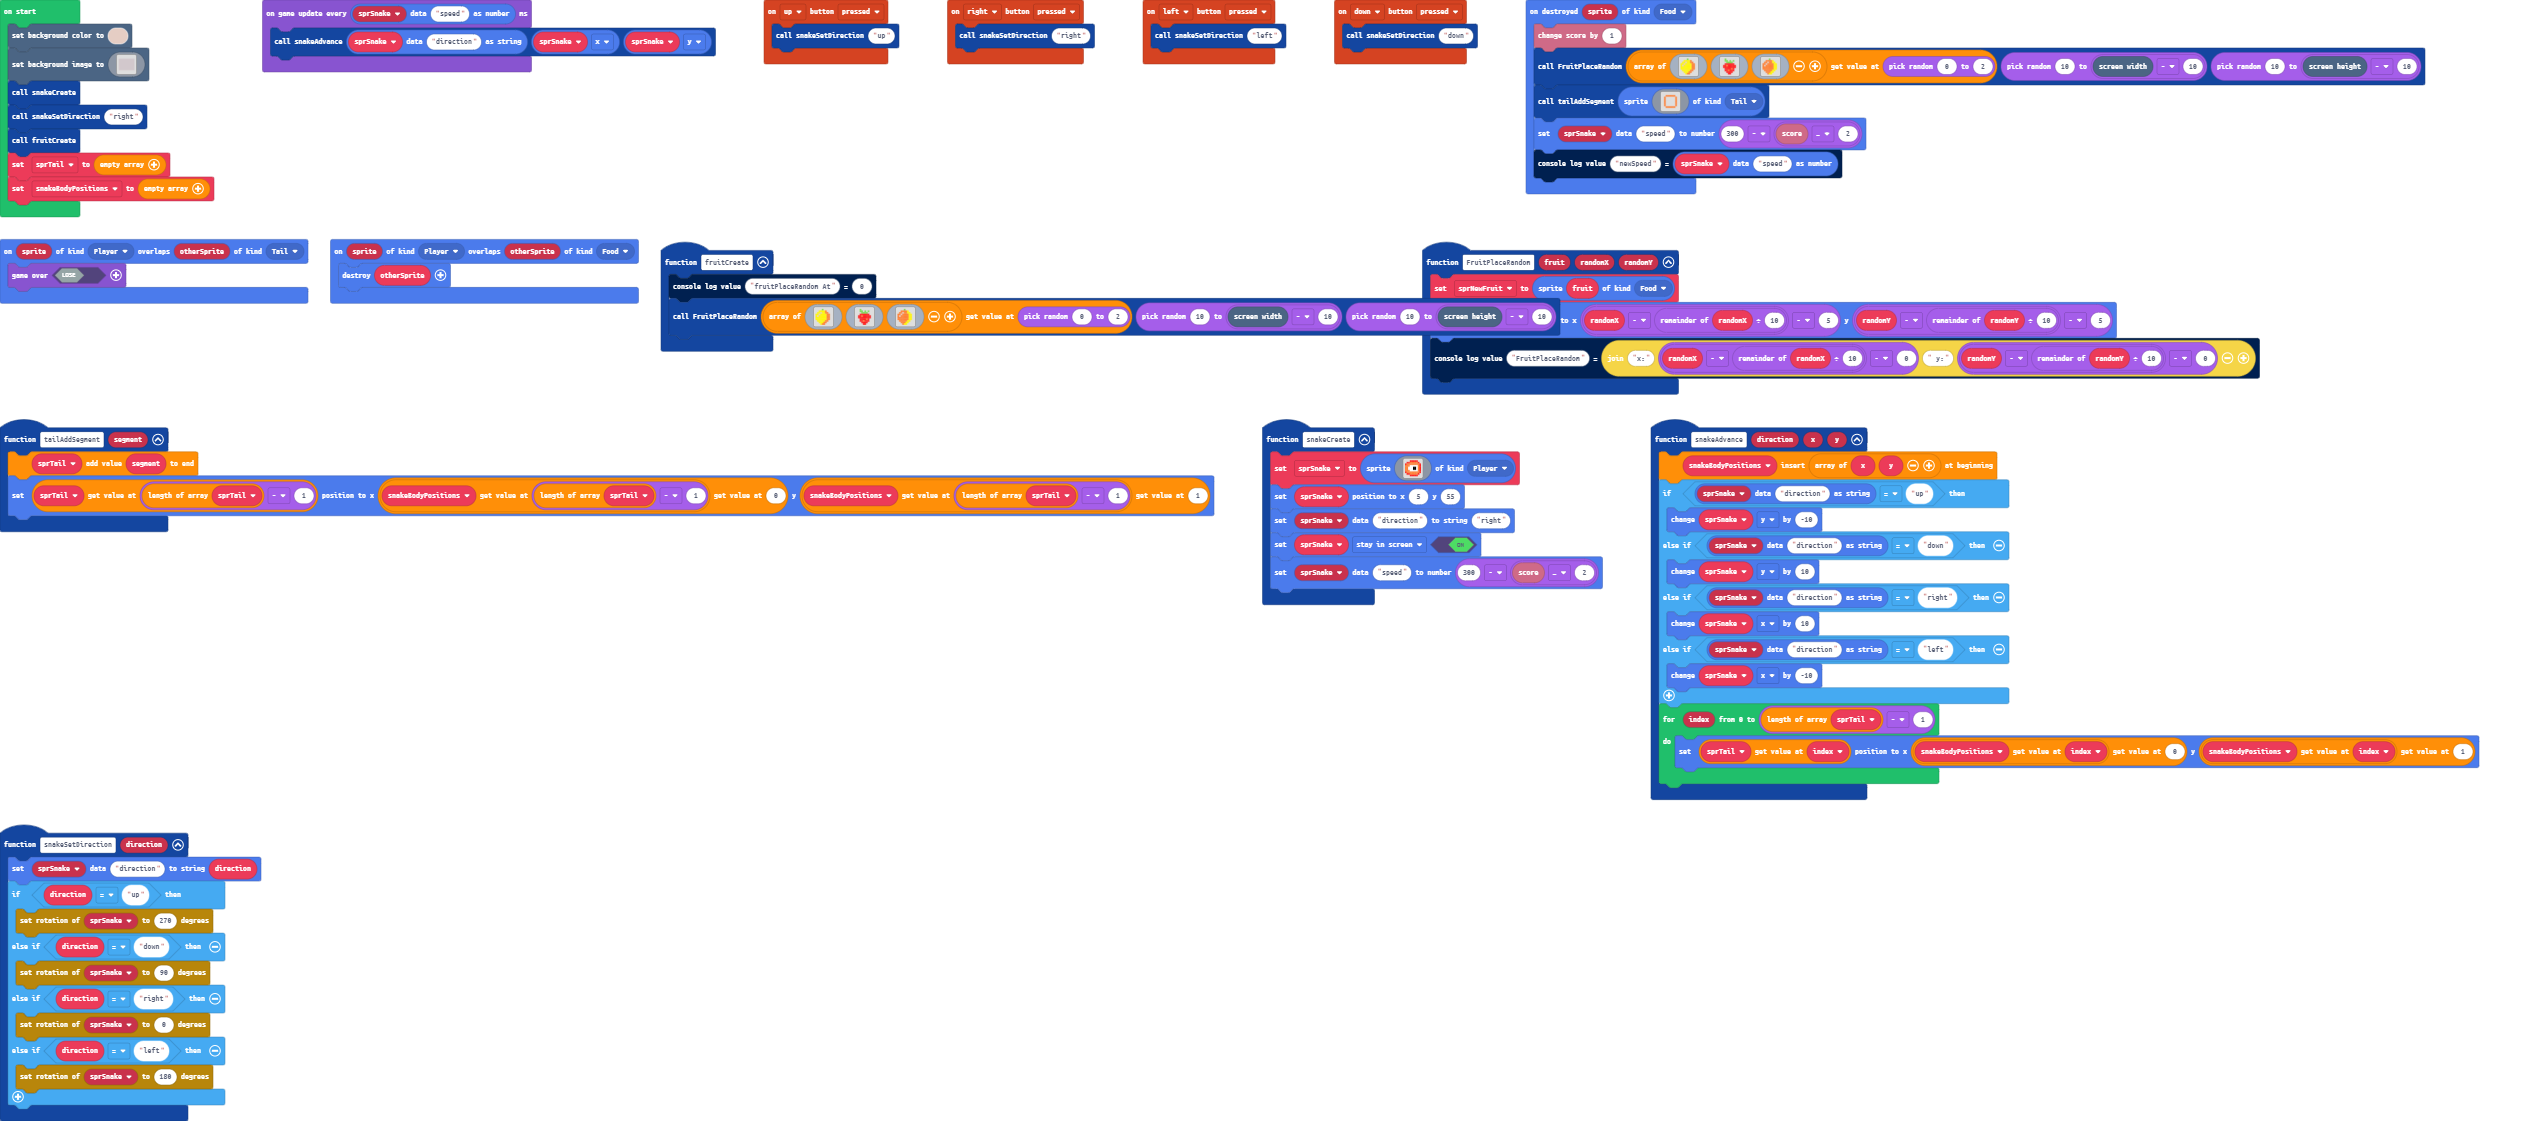 on start
set background color to
set background image to
call snakeCreate
call snakeSetDirection "right"
call fruitCreate
set sprTail to empty array
set snakeBodyPositions to empty array
on game update every sprSnake data "speed" as number ms
call snakeAdvance sprSnake data "direction" as string sprSnake x sprSnake y
on up button pressed
call snakeSetDirection "up"
on right button pressed
call snakeSetDirection "right"
on left button pressed
call snakeSetDirection "left"
on down button pressed
call snakeSetDirection "down"
on destroyed sprite of kind Food
change score by 1
call FruitPlaceRandom array of get value at pick random 0 to 2 pick random 10 to screen width - 10 pick random 10 to screen height - 10
call tailAddSegment sprite of kind Tail
set sprSnake data "speed" to number 300 - score 2
console log value "newSpeed" = sprSnake data "speed" as number
on sprite of kind Player overlaps otherSprite of kind Tail
game over LOSE
on sprite of kind Player overlaps otherSprite of kind Food
destroy otherSprite
function fruitCreate
console log value "fruitPlaceRandom At" = 0
call FruitPlaceRandom array of get value at pick random 0 to 2 pick random 10 to screen width - 10 pick random 10 to screen height - 10
function FruitPlaceRandom fruit randomX randomY
set sprNewFruit to sprite fruit of kind Food
to x randomX - remainder of randomX ÷ 10 - 5 y randomY - remainder of randomY ÷ 10 - 5
console log value "FruitPlaceRandom" = join "x:" randomX - remainder of randomX ÷ 10 - 0 " y:" randomY - remainder of randomY ÷ 10 - 0
function tailAddSegment segment
sprTail add value segment to end
set sprTail get value at length of array sprTail - 1 position to x snakeBodyPositions get value at length of array sprTail - 1 get value at 0 y snakeBodyPositions get value at length of array sprTail - 1 get value at 1
function snakeCreate
set sprSnake to sprite of kind Player
set sprSnake position to x 5 y 55
set sprSnake data "direction" to string "right"
set sprSnake stay in screen ON
set sprSnake data "speed" to number 300 - score 2
function snakeAdvance direction x y
snakeBodyPositions insert array of x y at beginning
if sprSnake data "direction" as string = "up" then
change sprSnake y by -10
else if sprSnake data "direction" as string = "down" then
change sprSnake y by 10
else if sprSnake data "direction" as string = "right" then
change sprSnake x by 10
else if sprSnake data "direction" as string = "left" then
change sprSnake x by -10
for index from 0 to length of array sprTail - 1
do set sprTail get value at index position to x snakeBodyPositions get value at index get value at 0 y snakeBodyPositions get value at index get value at 1
function snakeSetDirection direction
set sprSnake data "direction" to string direction
if direction = "up" then
set rotation of sprSnake to 270 degrees
else if direction = "down" then
set rotation of sprSnake to 90 degrees
else if direction = "right" then
set rotation of sprSnake to 0 degrees
else if direction = "left" then
set rotation of sprSnake to 180 degrees